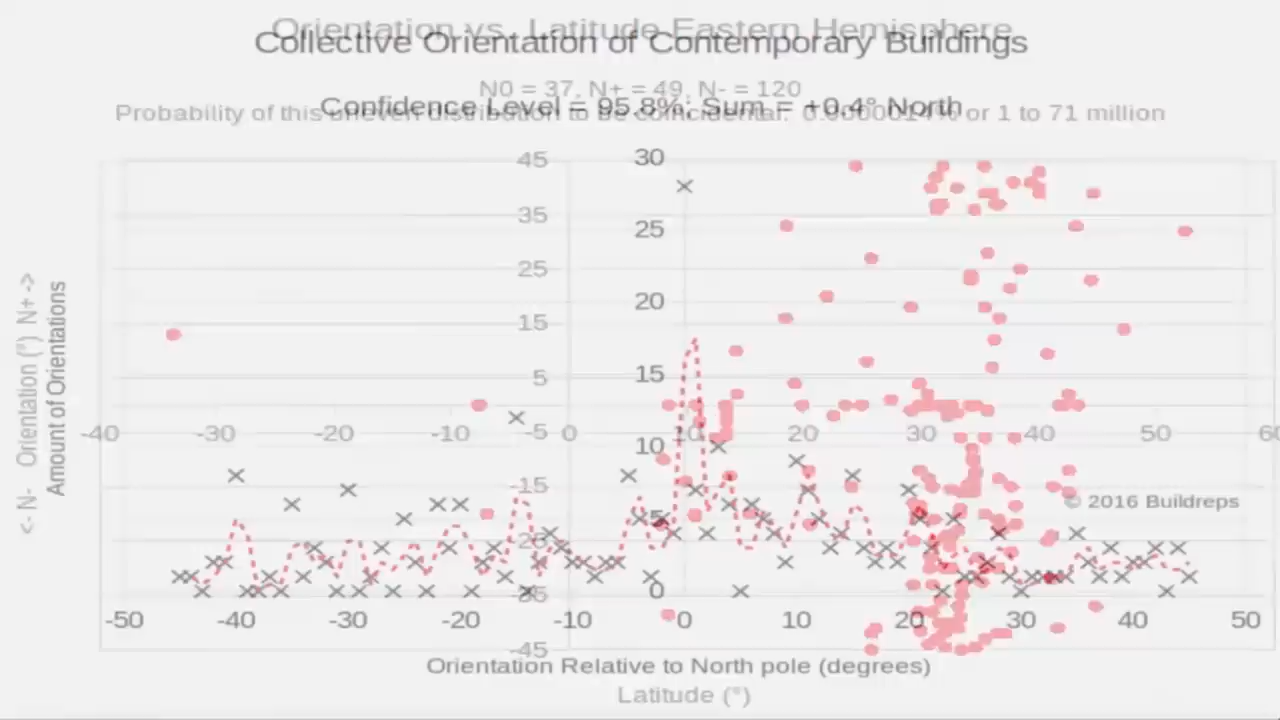 Orientation vs. Latitude Eastern Hemisphere
Collective Orientation of Contemporary Buildings
N0 = 37, N+ = 49, N- = 120
Confidence Level = 95.8%; Sum = +0.4° North
Probability of this uneven distribution to be coincidental: or 1 to 71 million
45
35
25
15
5
-5
-15
-45
30
25
20
15
10
5
0
<- N- Orientation (°) N+ ->
Amount of Orientations
-40 -30 -20 -10 0 10 20 30 40 50
© 2016 Buildreps
-50 -40 -30 -20 -10 0 10 20 30 40 50
Orientation Relative to North pole (degrees)
Latitude (°)